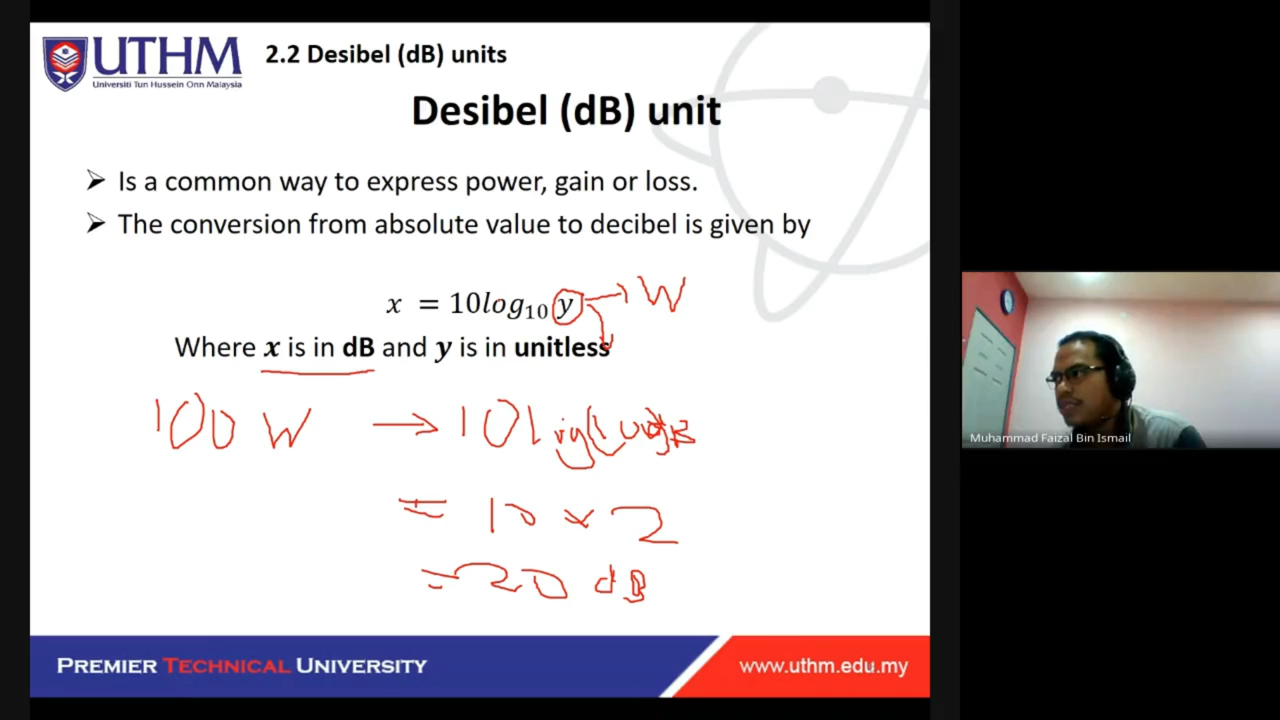 UTHM
Universiti Tun Hussein Onn Malaysia
2.2 Desibel (dB) units
Desibel (dB) unit
➢ Is a common way to express power, gain or loss.
➢ The conversion from absolute value to decibel is given by
x = 10log₁₀ y → W
Where x is in dB and y is in unitless
100 W → 10 log(100)
= 10 × 2
= 20 dB
Muhammad Faizal Bin Ismail
PREMIER TECHNICAL UNIVERSITY
www.uthm.edu.my